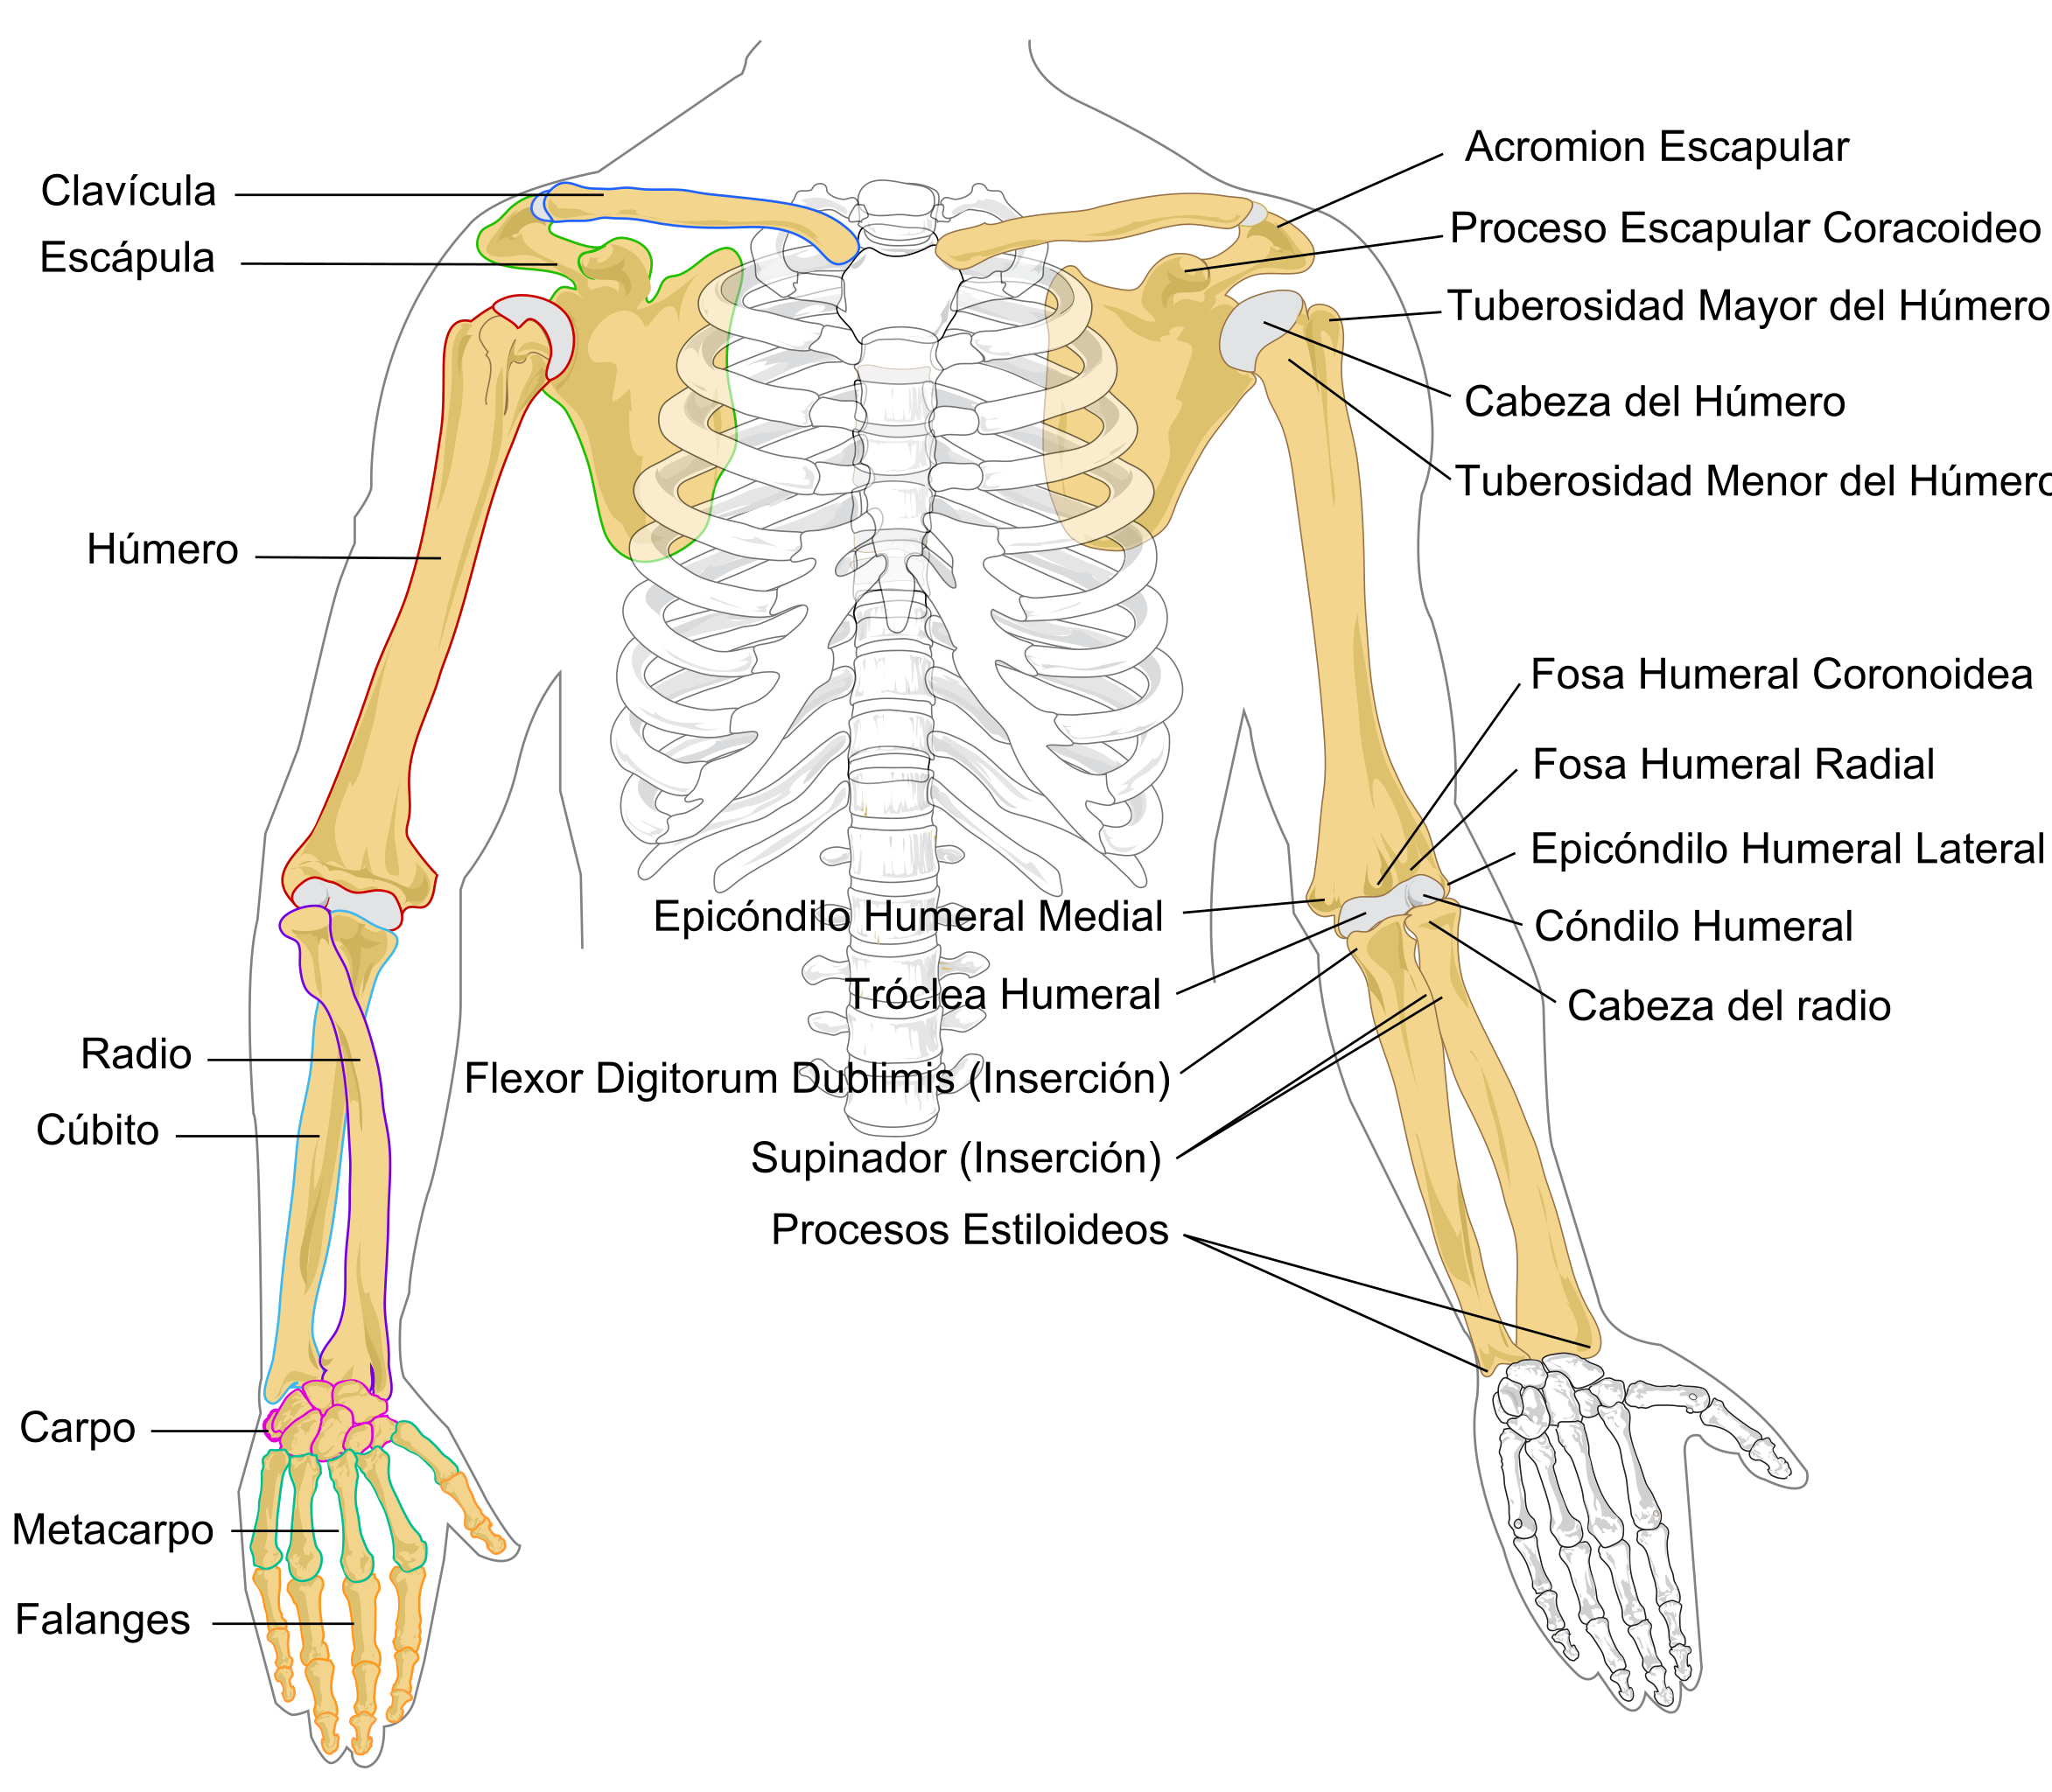 Clavícula
Escápula
Húmero
Radio
Cúbito
Carpo
Metacarpo
Falanges
Acromion Escapular
Proceso Escapular Coracoideo
Tuberosidad Mayor del Húmero
Cabeza del Húmero
Tuberosidad Menor del Húmero
Fosa Humeral Coronoidea
Fosa Humeral Radial
Epicóndilo Humeral Lateral
Cóndilo Humeral
Cabeza del radio
Epicóndilo Humeral Medial
Tróclea Humeral
Flexor Digitorum Dublimis (Inserción)
Supinador (Inserción)
Procesos Estiloideos